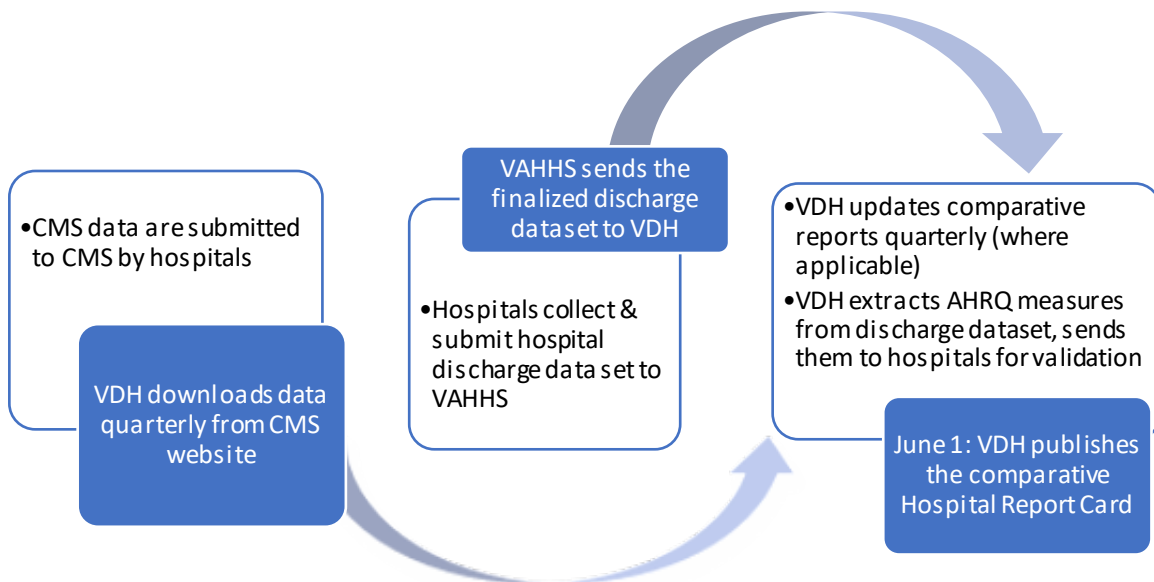 •CMS data are submitted
to CMS by hospitals
VDH downloads data
quarterly from CMS
website
VAHHS sends the
finalized discharge
dataset to VDH
•Hospitals collect &
submit hospital
discharge data set to
VAHHS
•VDH updates comparative
reports quarterly (where
applicable)
•VDH extracts AHRQ measures
from discharge dataset, sends
them to hospitals for validation
June 1: VDH publishes
the comparative
Hospital Report Card